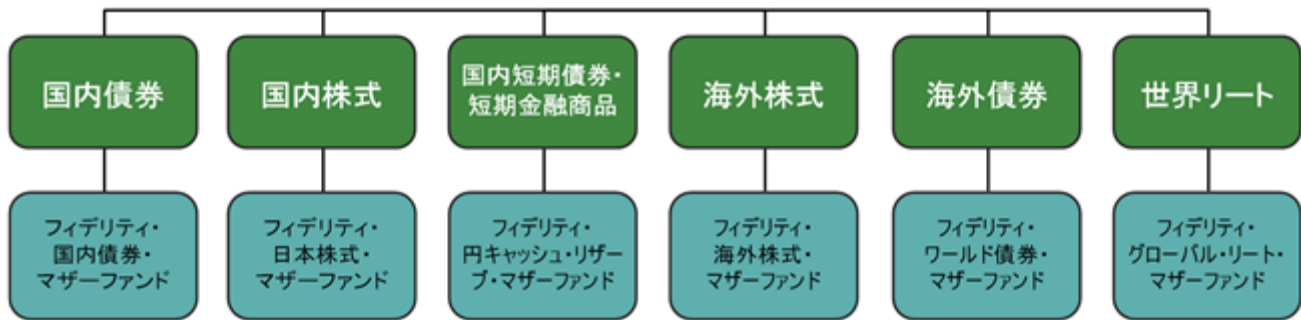 国内債券
国内株式
国内短期債券・
短期金融商品
海外株式
海外債券
世界リート
フィデリティ・
国内債券・
マザーファンド
フィデリティ・
日本株式・
マザーファンド
フィデリティ・
円キャッシュ・リザー
ブ・マザーファンド
フィデリティ・
海外株式・
マザーファンド
フィデリティ・
ワールド債券・
マザーファンド
フィデリティ・
グローバル・リート・
マザーファンド